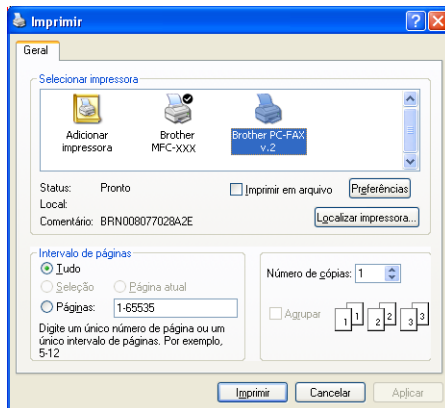 Imprimir
Geral
Selecionar impressora
Adicionar impressora
Brother MFC-XXX
Brother PC-FAX v.2
Status: Pronto
Imprimir em arquivo
Preferências
Local:
Comentário: BRN008077028A2E
Localizar impressora...
Intervalo de páginas
Tudo
Seleção
Página atual
Páginas: 1-65535
Digite um único número de página ou um
único intervalo de páginas. Por exemplo,
5-12
Número de cópias: 1
Agrupar
1 1 2 2 3 3
Imprimir
Cancelar
Aplicar